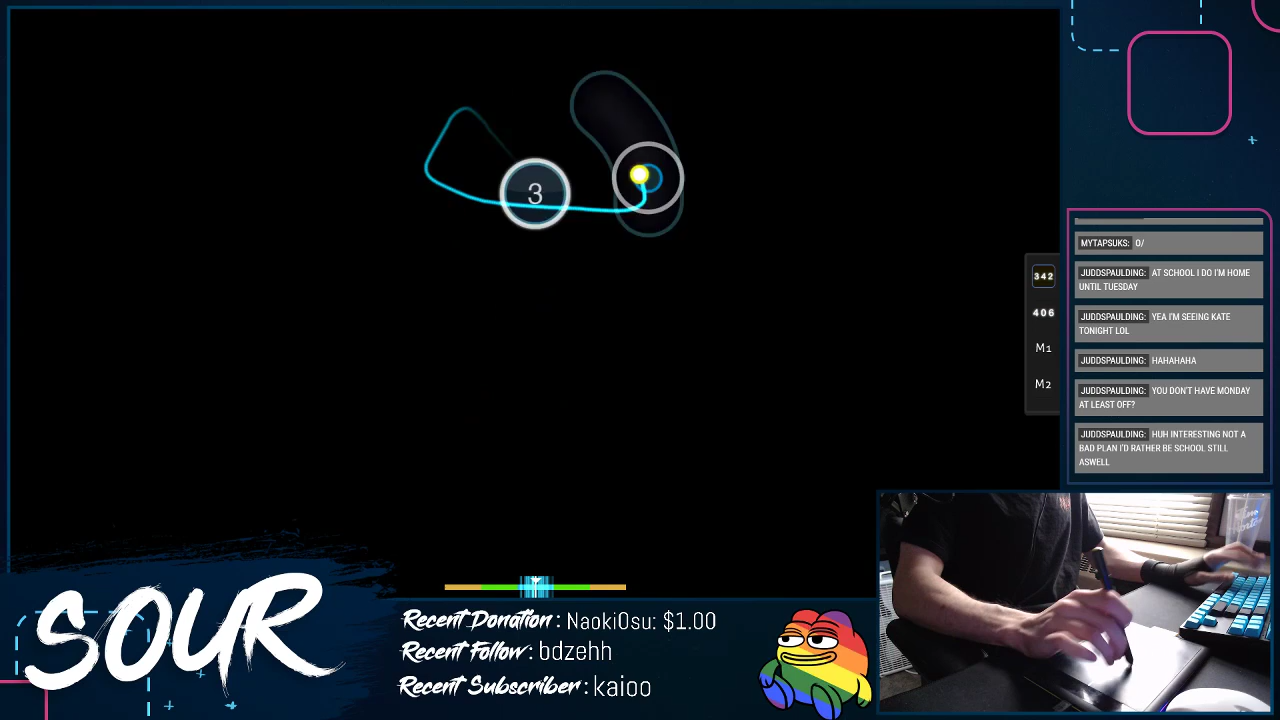 3
342
406
M1
M2
MYTAPSUKS: O/
JUDDSPAULDING: AT SCHOOL I DO I'M HOME
UNTIL TUESDAY
JUDDSPAULDING: YEA I'M SEEING KATE
TONIGHT LOL
JUDDSPAULDING: HAHAHAHA
JUDDSPAULDING: YOU DON'T HAVE MONDAY
AT LEAST OFF?
JUDDSPAULDING: HUH INTERESTING NOT A
BAD PLAN I'D RATHER BE SCHOOL STILL
ASWELL
SOUR
Recent Donation: NaokiOsu: $1.00
Recent Follow: bdzehh
Recent Subscriber: kaioo